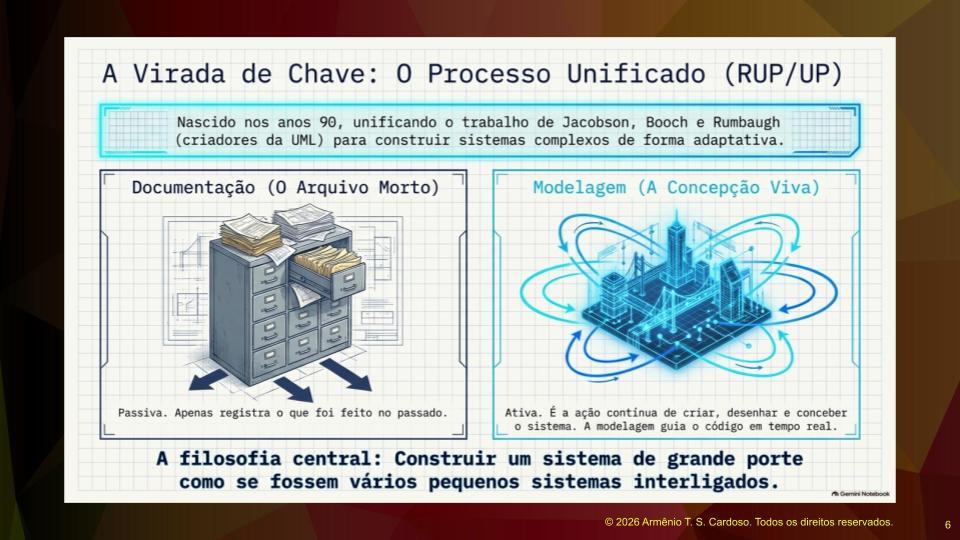 A Virada de Chave: O Processo Unificado (RUP/UP)
Nascido nos anos 90, unificando o trabalho de Jacobson, Booch e Rumbaugh
(criadores da UML) para construir sistemas complexos de forma adaptativa.
Documentação (O Arquivo Morto)
Passiva. Apenas registra o que foi feito no passado.
Modelagem (A Concepção Viva)
Ativa. É a ação contínua de criar, desenhar e conceber
o sistema. A modelagem guia o código em tempo real.
A filosofia central: Construir um sistema de grande porte
como se fossem vários pequenos sistemas interligados.
Gemini Notebook
© 2026 Armênio T. S. Cardoso. Todos os direitos reservados.
6